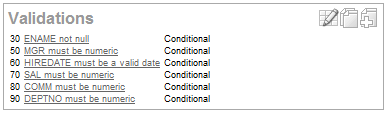 Validations
30 ENAME not null Conditional
50 MGR must be numeric Conditional
60 HIREDATE must be a valid date Conditional
70 SAL must be numeric Conditional
80 COMM must be numeric Conditional
90 DEPTNO must be numeric Conditional